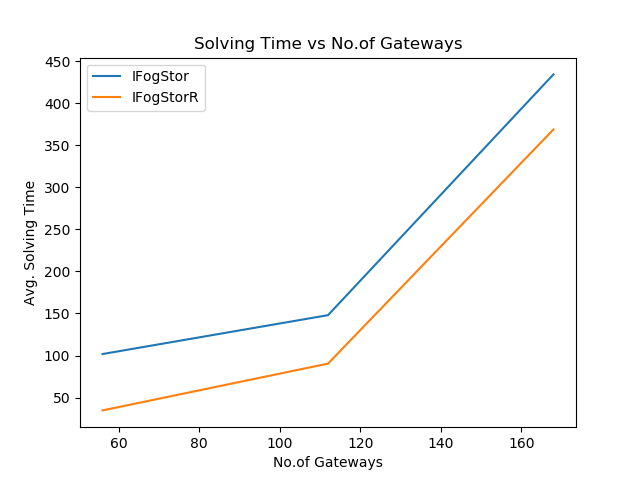 Solving Time vs No.of Gateways
IFogStor
IFogStorR
450
400
350
300
250
200
150
100
50
Avg. Solving Time
60 80 100 120 140 160
No.of Gateways